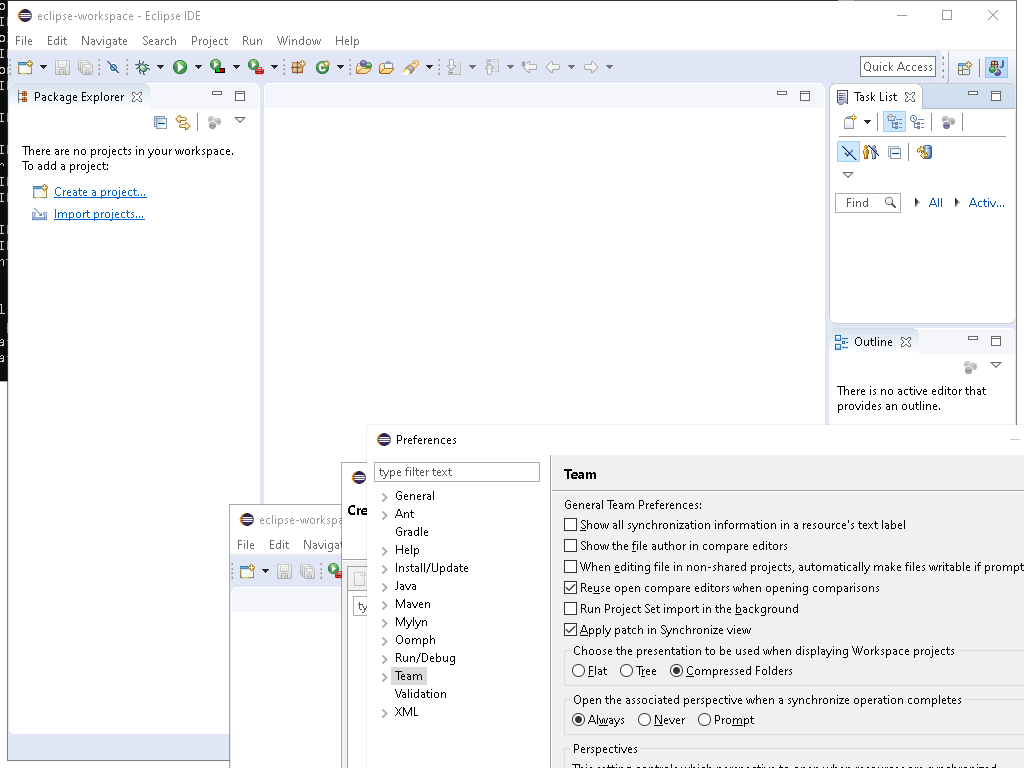 eclipse-workspace - Eclipse IDE
File Edit Navigate Search Project Run Window Help
Quick Access
Package Explorer
There are no projects in your workspace.
To add a project:
Create a project...
Import projects...
Task List
Find
All
Activ...
Outline
There is no active editor that
provides an outline.
eclipse-workspa
File Edit Naviga
Cre
ty
Preferences
type filter text
General
Ant
Gradle
Help
Install/Update
Java
Maven
Mylyn
Oomph
Run/Debug
Team
Validation
XML
Team
General Team Preferences:
Show all synchronization information in a resource's text label
Show the file author in compare editors
When editing file in non-shared projects, automatically make files writable if prompt
Reuse open compare editors when opening comparisons
Run Project Set import in the background
Apply patch in Synchronize view
Choose the presentation to be used when displaying Workspace projects
Flat Tree Compressed Folders
Open the associated perspective when a synchronize operation completes
Always Never Prompt
Perspectives